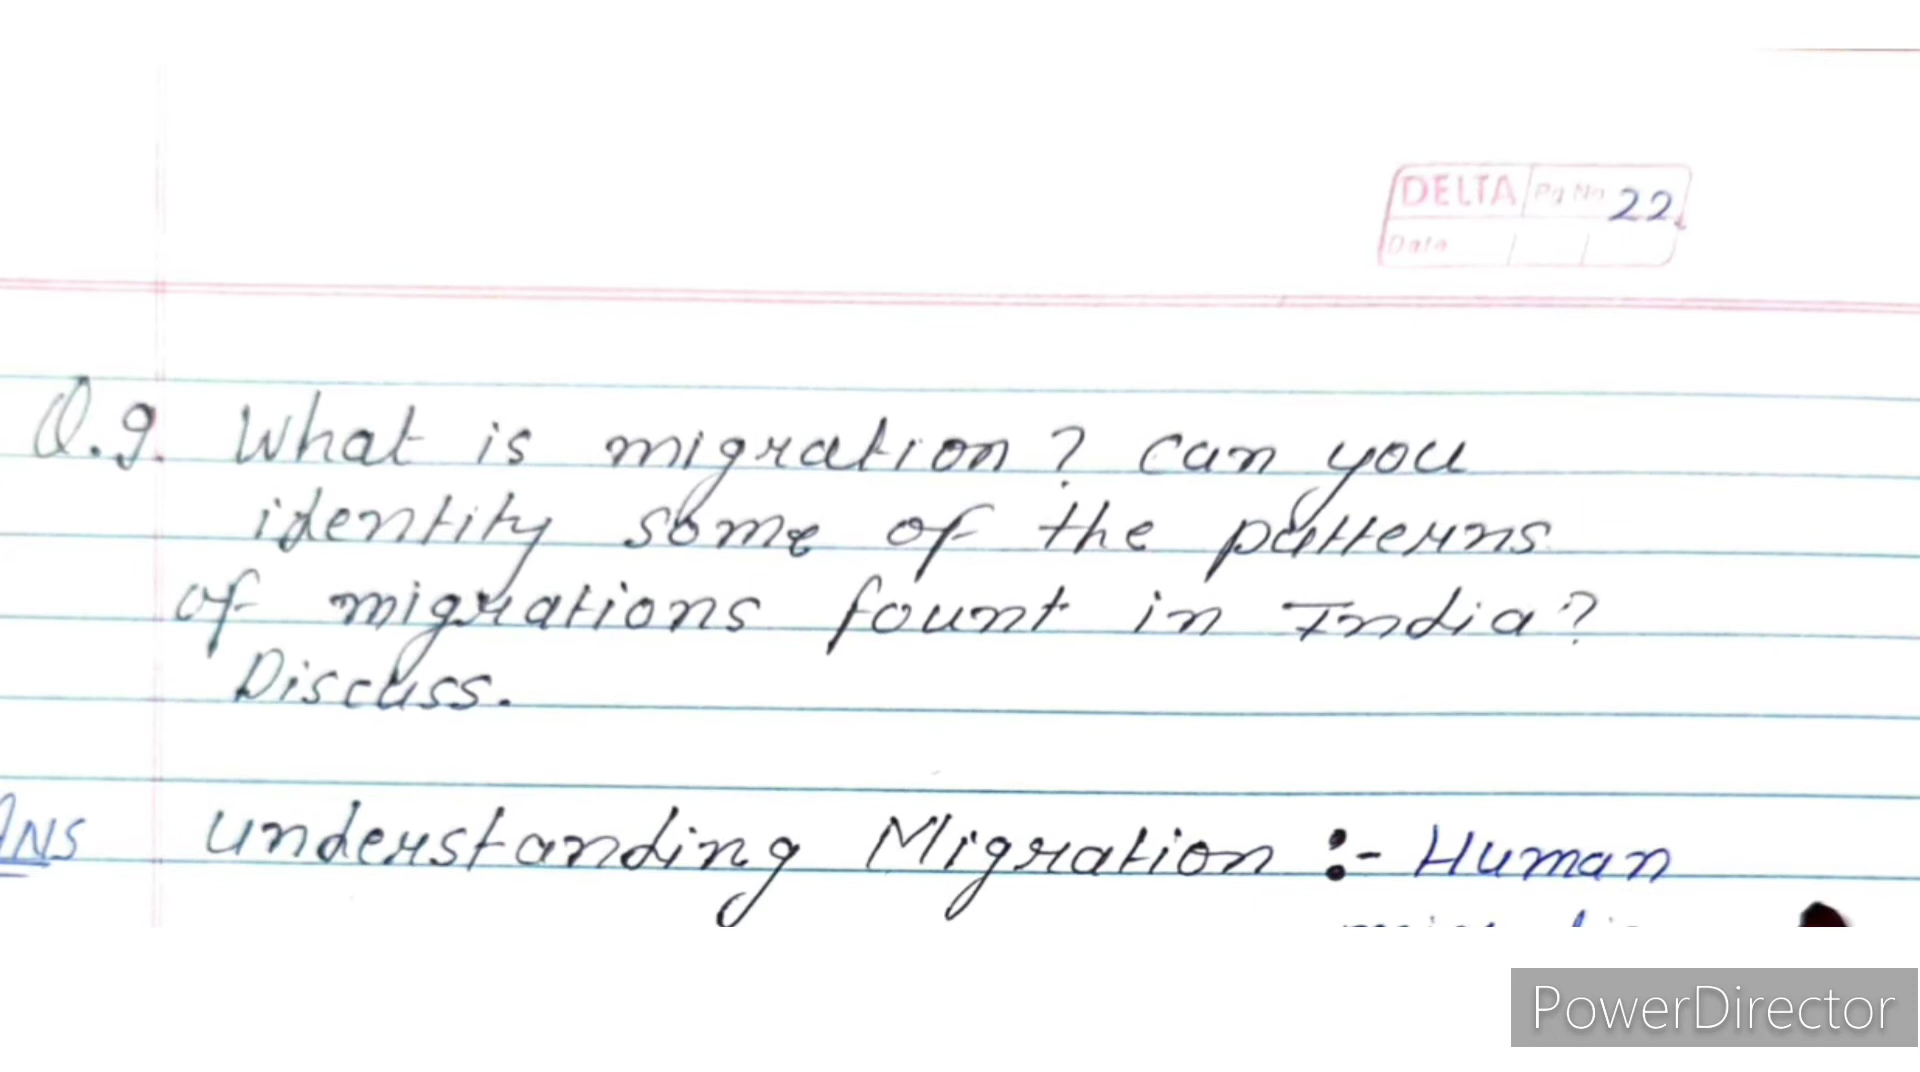 DELTA Pg No 22
Date
Q.9. What is migration? Can you
identity some of the patterns
of migrations fount in India?
Discuss.
ANS Understanding Migration :- Human
PowerDirector